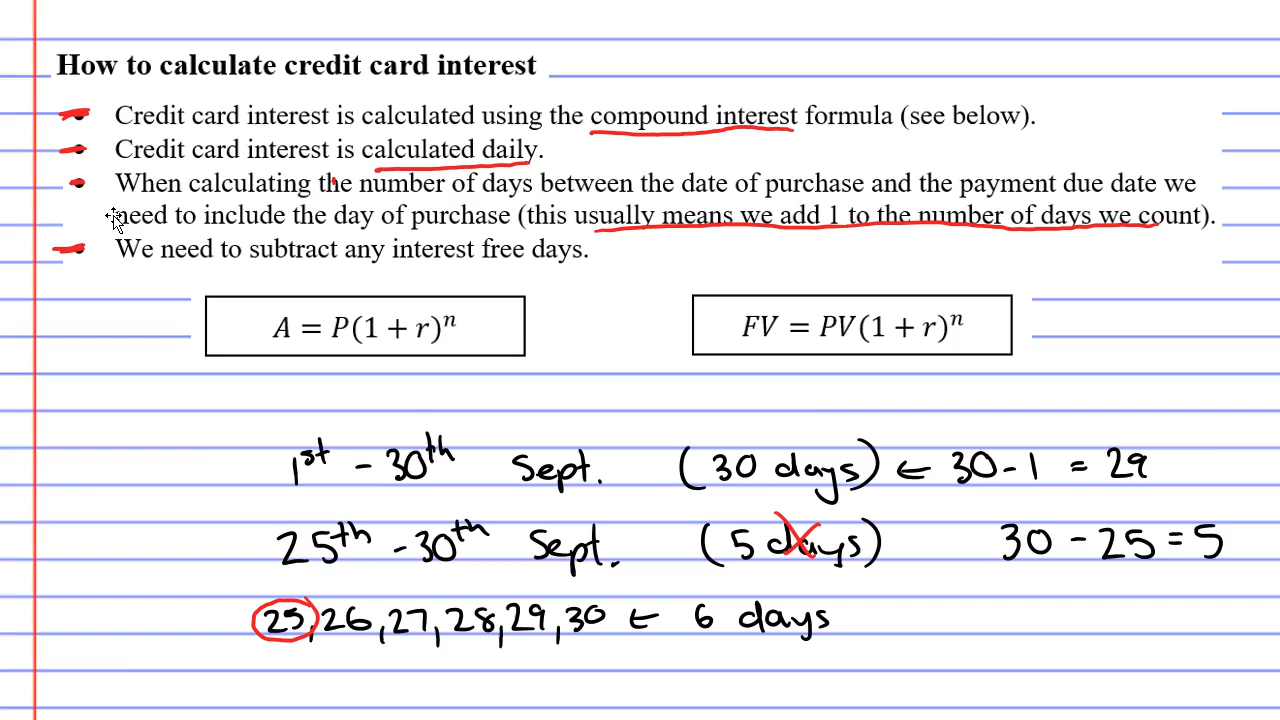 How to calculate credit card interest
Credit card interest is calculated using the compound interest formula (see below).
Credit card interest is calculated daily.
When calculating the number of days between the date of purchase and the payment due date we
need to include the day of purchase (this usually means we add 1 to the number of days we count).
We need to subtract any interest free days.
A = P(1 + r)ⁿ
FV = PV(1 + r)ⁿ
1st - 30th Sept. (30 days) ← 30 - 1 = 29
25th - 30th Sept. (5 days) 30 - 25 = 5
25, 26, 27, 28, 29, 30 ← 6 days